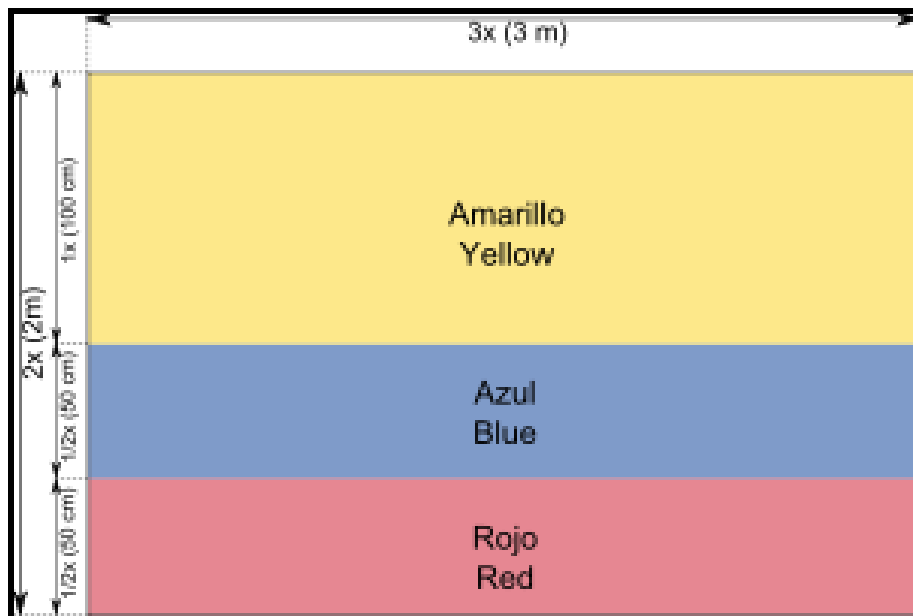 3x (3 m)
2x (2m)
1x (100 cm)
1/2x (50 cm)
1/2x (50 cm)
Amarillo
Yellow
Azul
Blue
Rojo
Red